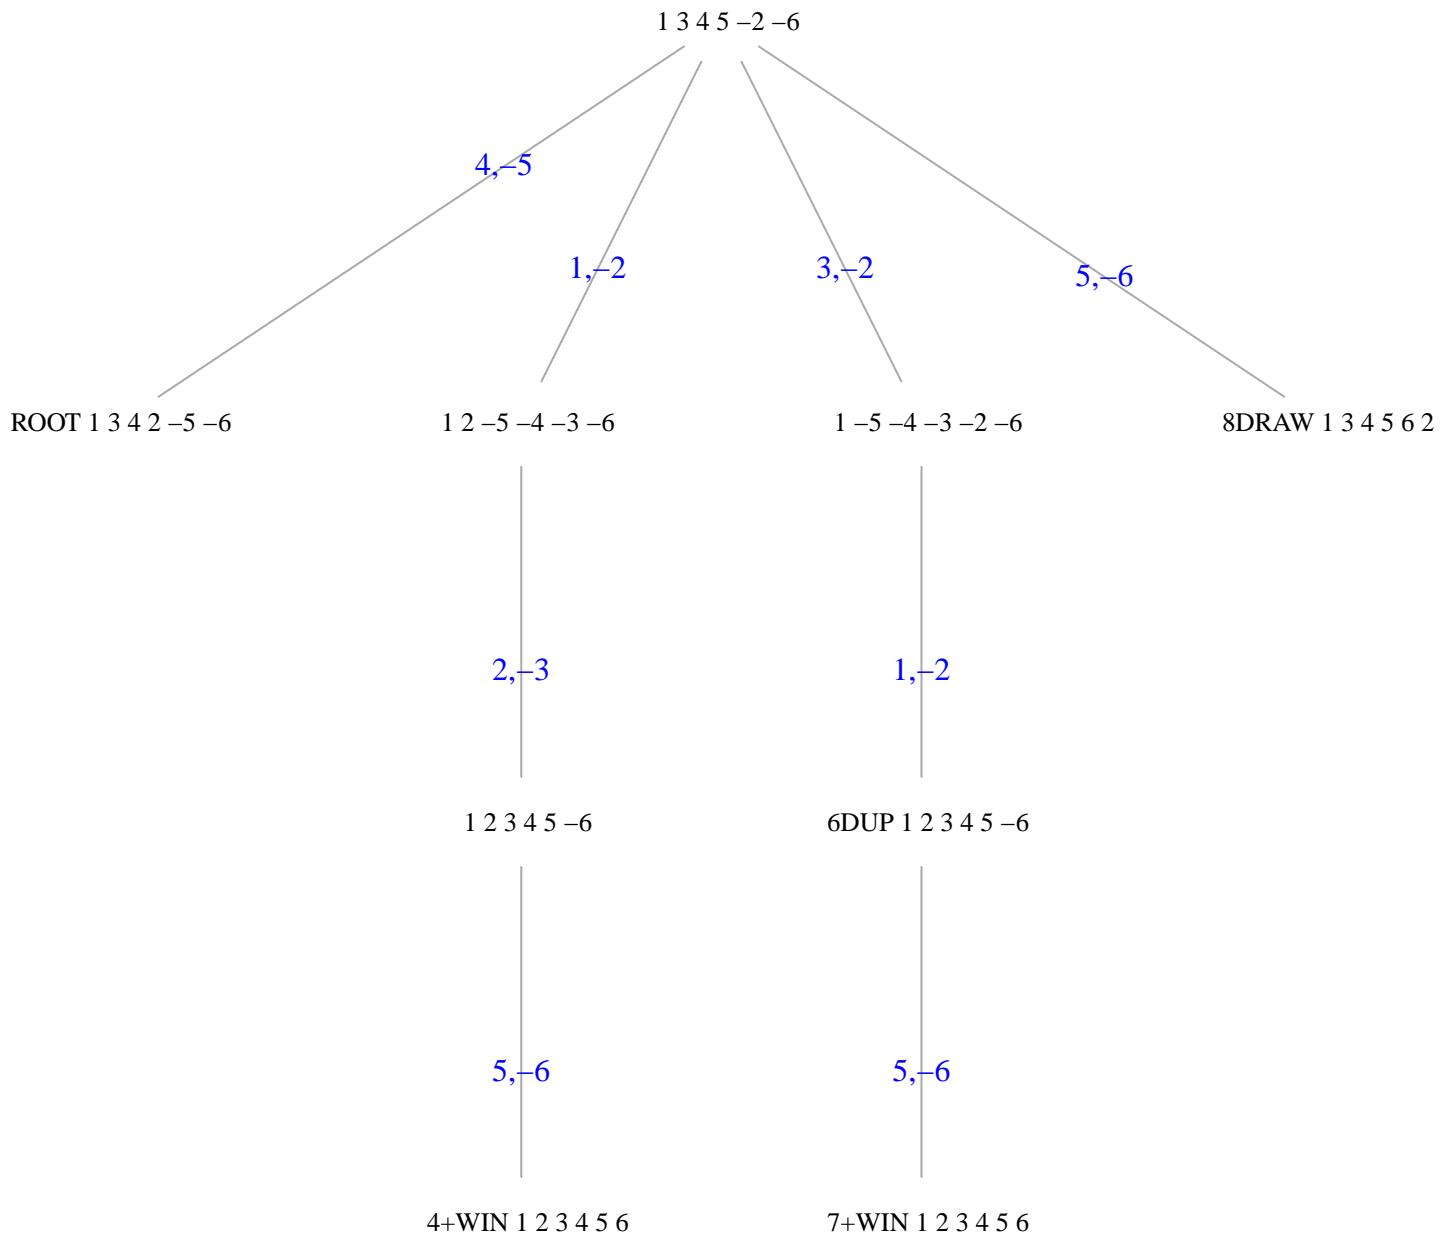 1 3 4 5 −2 −6
4,−5
1,−2
3,−2
5,−6
ROOT 1 3 4 2 −5 −6
1 2 −5 −4 −3 −6
1 −5 −4 −3 −2 −6
8DRAW 1 3 4 5 6 2
2,−3
1,−2
1 2 3 4 5 −6
6DUP 1 2 3 4 5 −6
5,−6
5,−6
4+WIN 1 2 3 4 5 6
7+WIN 1 2 3 4 5 6